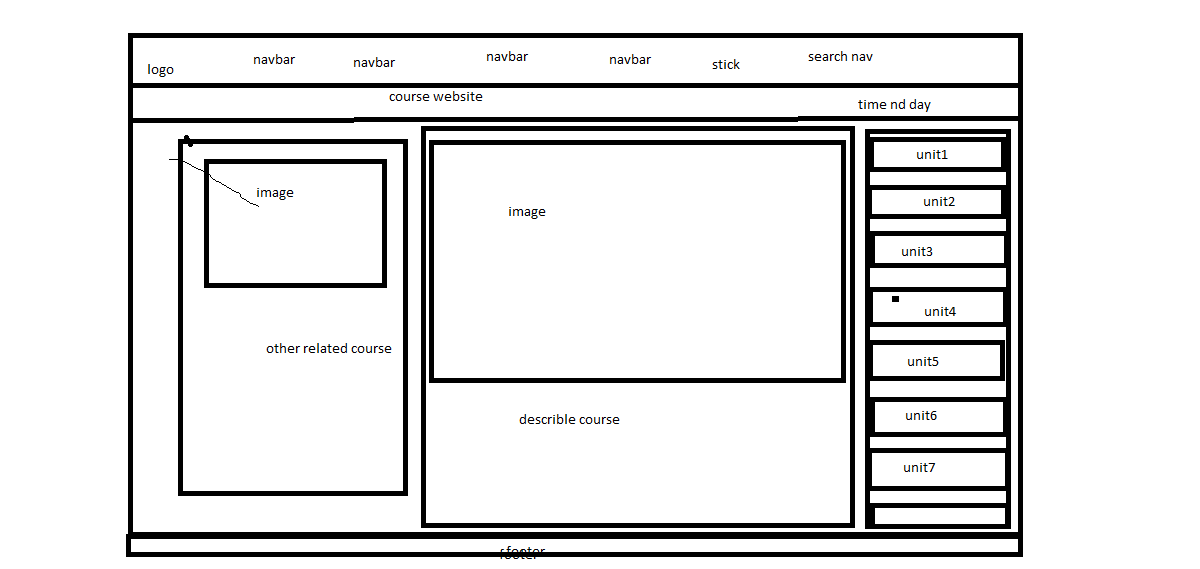 logo
navbar
navbar
navbar
navbar
stick
search nav
course website
time nd day
image
other related course
image
describle course
unit1
unit2
unit3
unit4
unit5
unit6
unit7
footer